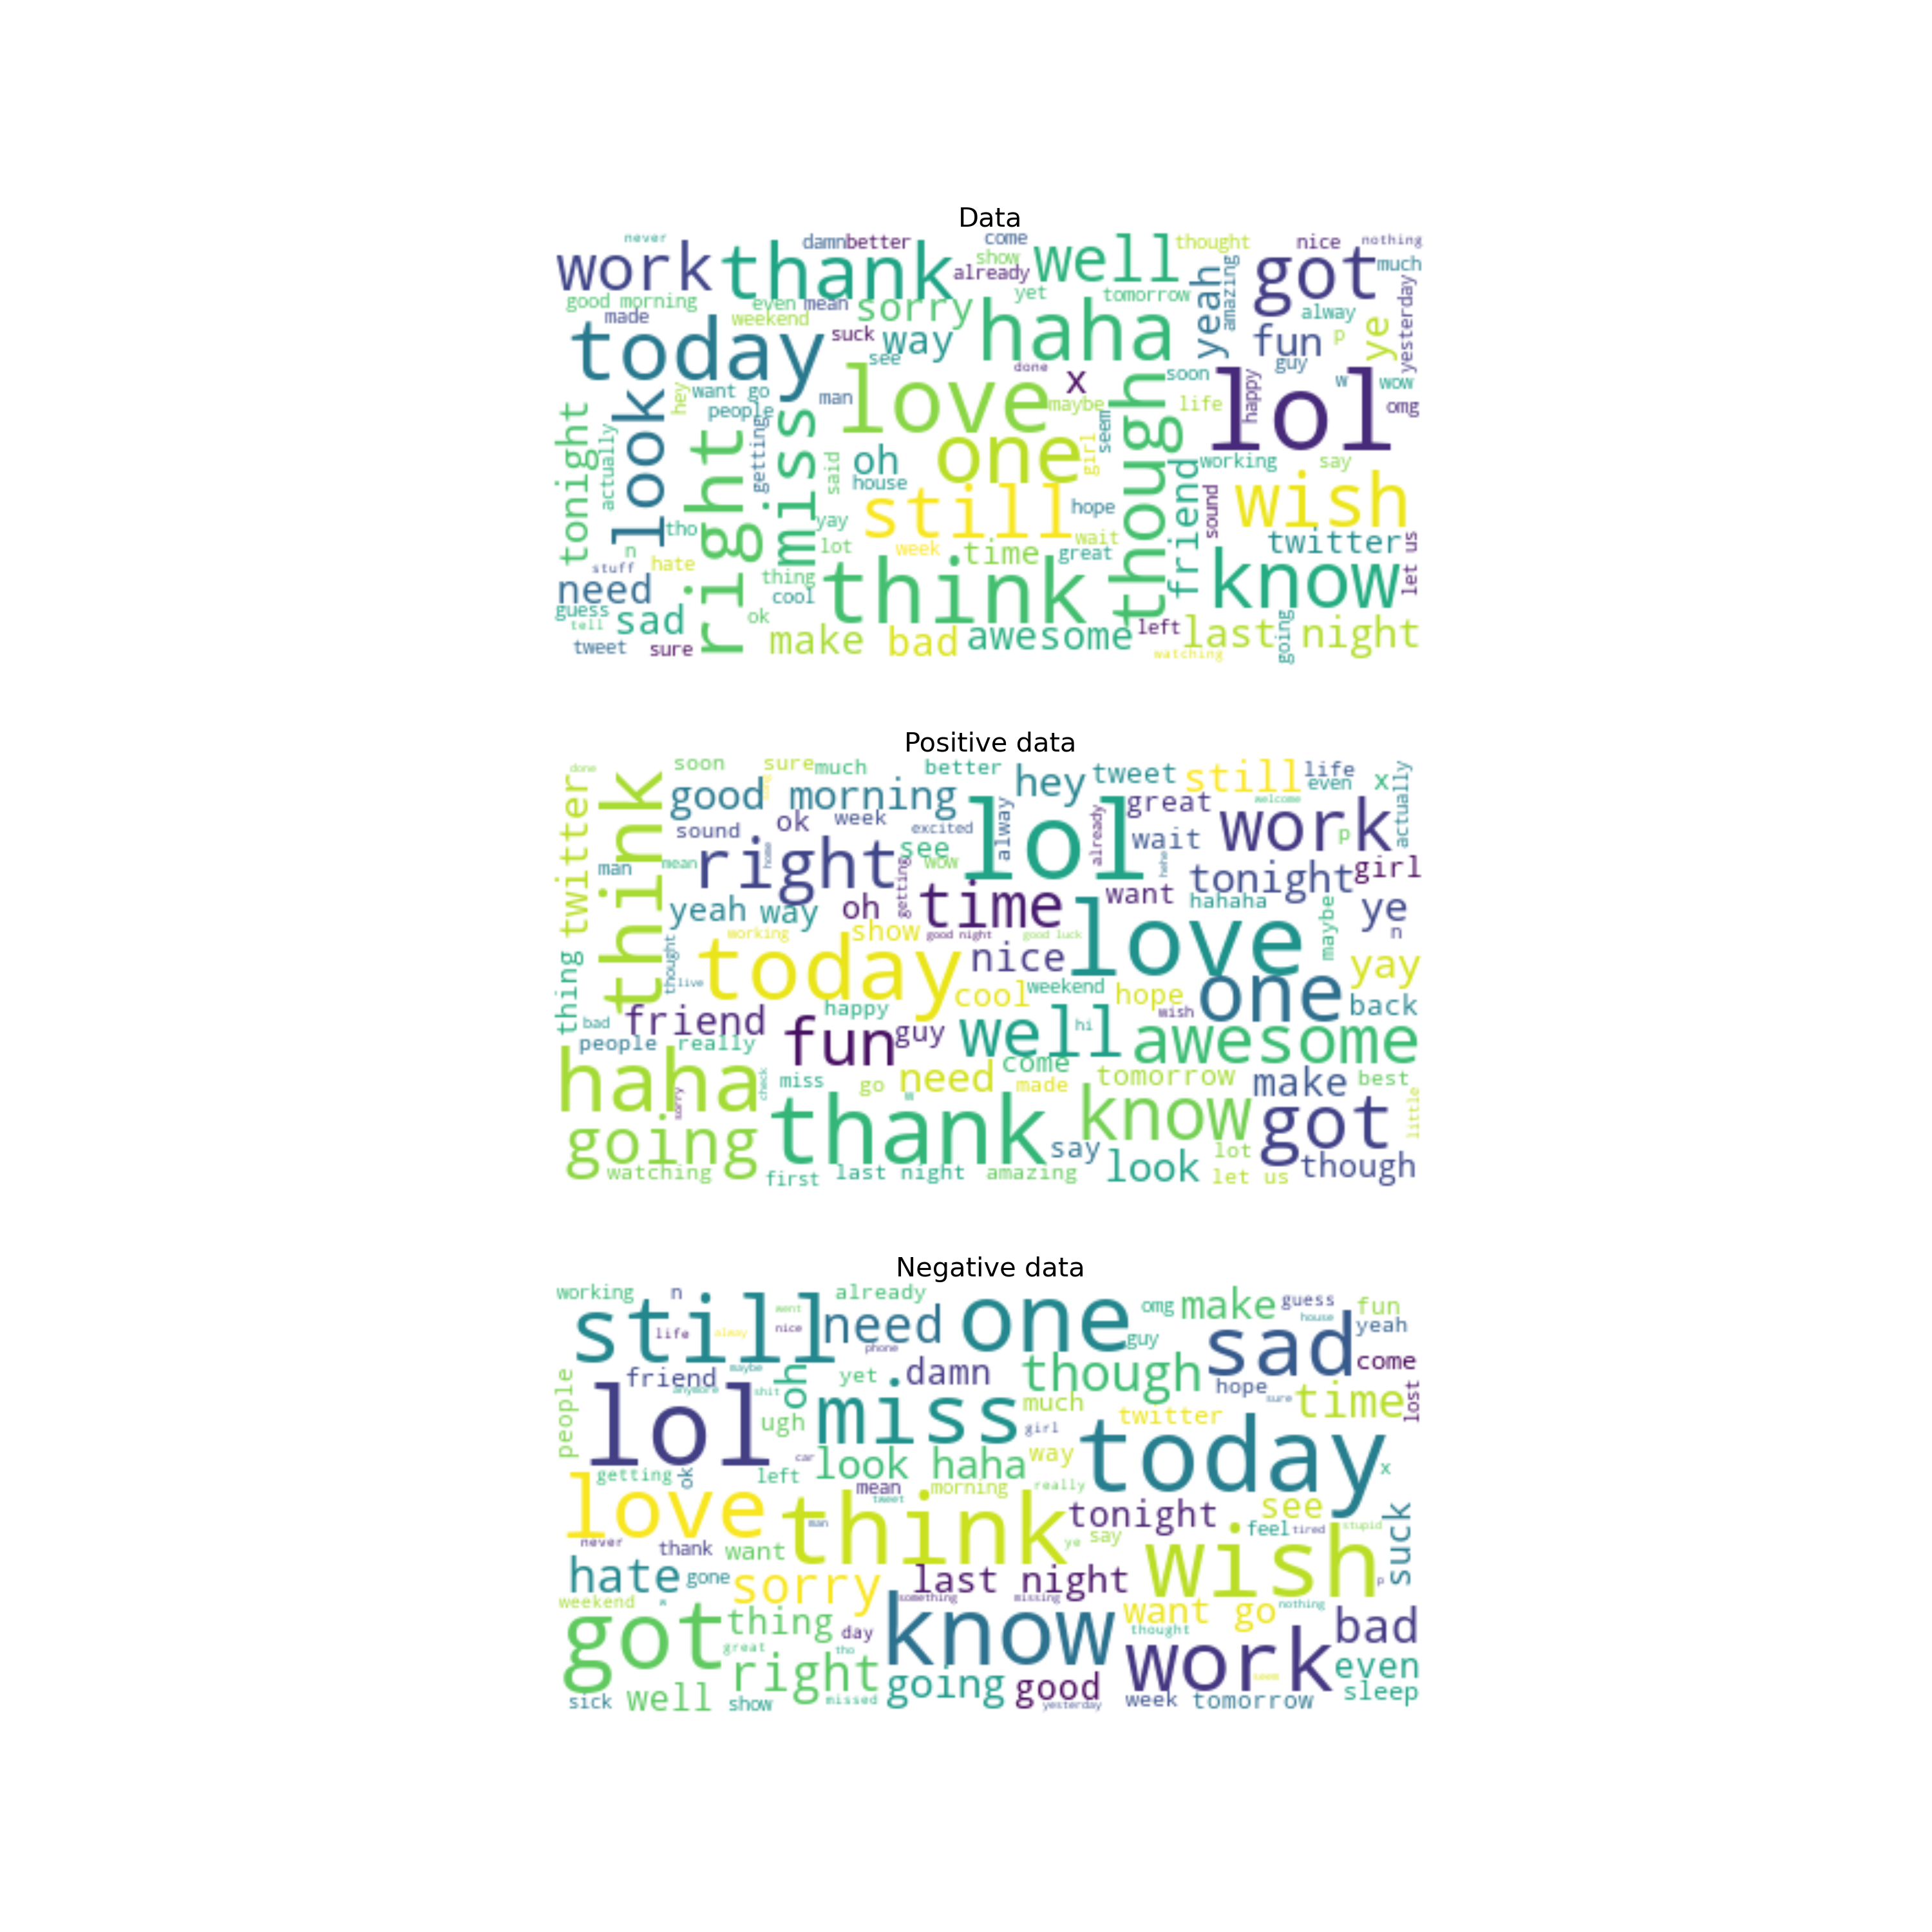 Data
never damn better come thought nice nothing
work thank show well got much
already
good morning even mean sorry yet tomorrow yeah amazing alway yesterday
made weekend haha fun p ye
today suck way guy
see
done x soon lol happy w wow
hey want go man love maybe though life omg
people
tonight look right miss one seem
actually getting said oh girl friend working say
house
still hope sound wish
tho yay wait twitter let us
n lot week time great
stuff hate thing think know
need cool
guess tell sad ok make bad awesome left last night going
tweet sure watching
Positive data
done soon sure much better hey tweet still life even x actually
twitter think good morning lol alway great welcome work
sound ok week excited already wait p
man mean right home see wow hehe tonight girl
getting time want hahaha
yeah way oh love maybe ye n
working show good night good luck
thing thought today nice yay
live cool weekend hope one back
happy wish
bad friend fun guy well hi awesome
people really come
haha check miss go need made tomorrow make best
sorry thank know got little
going say lot though
watching first last night amazing look let us
Negative data
working n already omg make guess fun
still went need one house
life alway nice guy sad yeah
phone
friend maybe oh yet damn though come
anymore shit hope
people lol miss much sure time lost
ugh girl twitter
today
car look haha way x
getting ok left
love mean morning really
tweet
man think tonight see suck
feel tired stupid
never thank want ye say wish
hate gone sorry last night p
weekend w something missing want go nothing
got thing day know thought work bad
great tho
right going good seem even
sick well show missed yesterday week tomorrow sleep